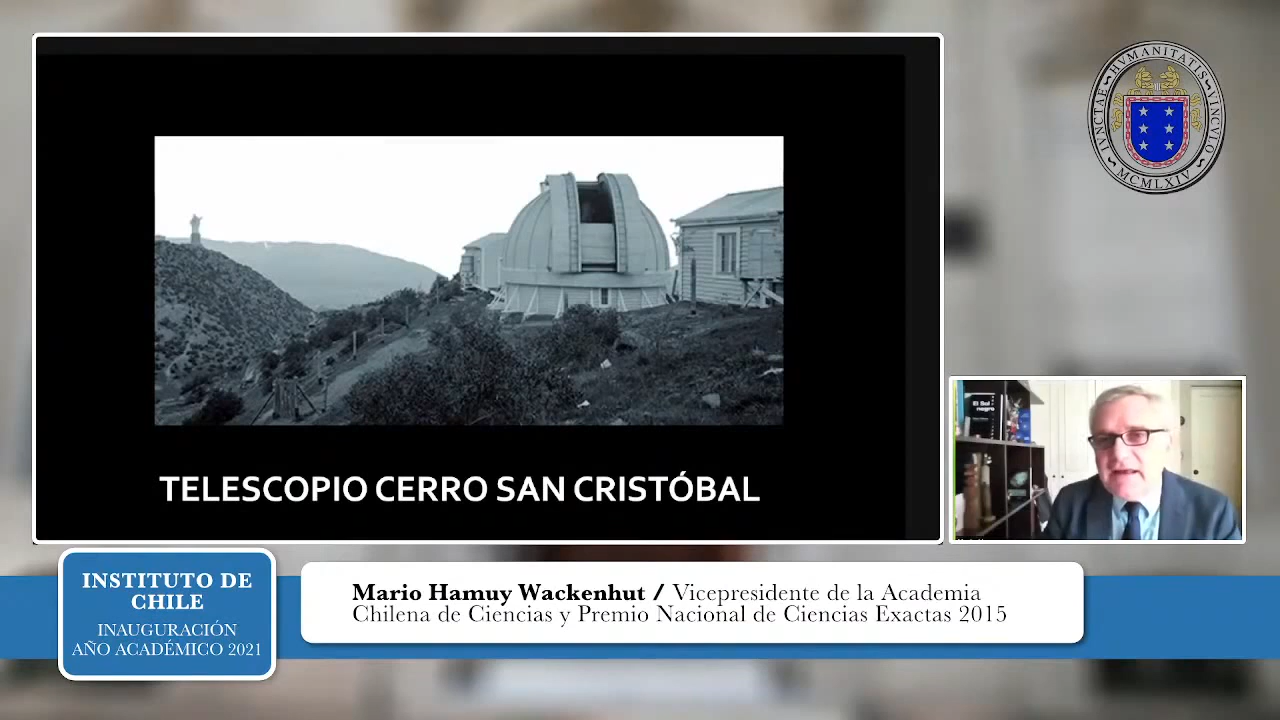 IVNCTAE HVMANITATIS VINCVLO
MCMLXIV
TELESCOPIO CERRO SAN CRISTÓBAL
El Sol
negro
INSTITUTO DE
CHILE
INAUGURACIÓN
AÑO ACADÉMICO 2021
Mario Hamuy Wackenhut / Vicepresidente de la Academia
Chilena de Ciencias y Premio Nacional de Ciencias Exactas 2015